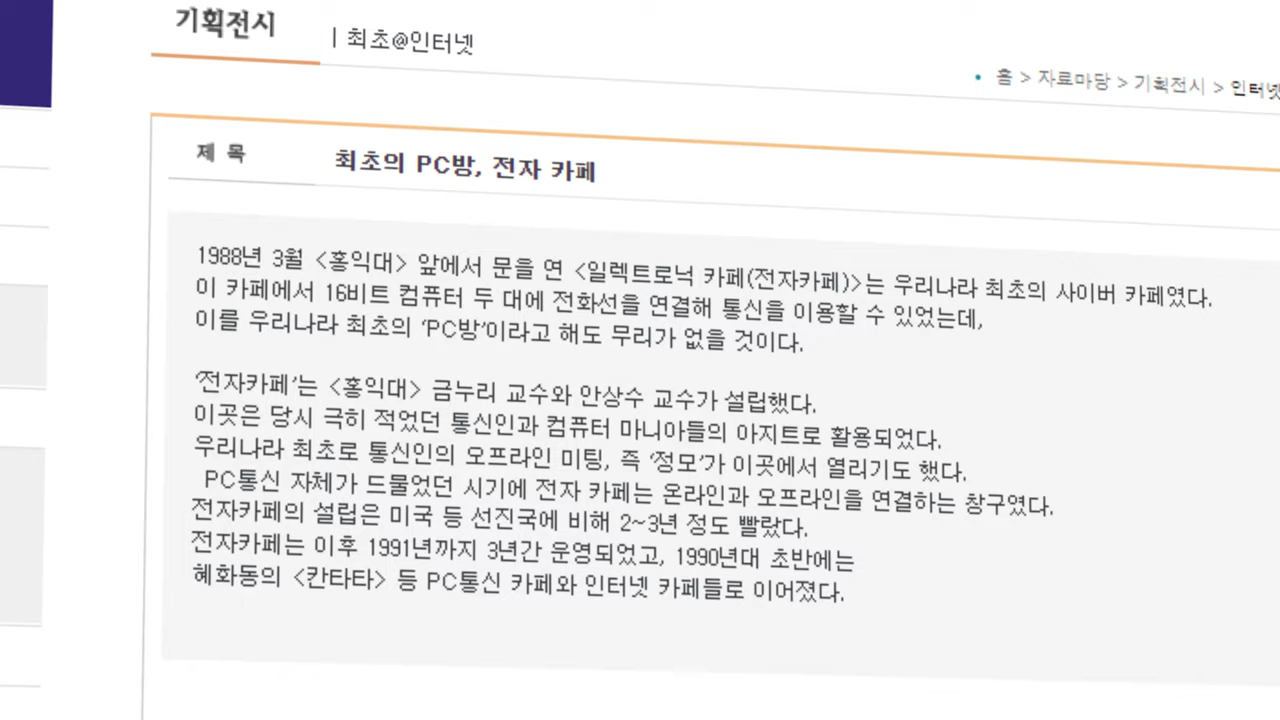 기획전시
| 최초@인터넷
• 홈 > 자료마당 > 기획전시 > 인터넷
제 목
최초의 PC방, 전자 카페
1988년 3월 <홍익대> 앞에서 문을 연 <일렉트로닉 카페(전자카페)>는 우리나라 최초의 사이버 카페였다.
이 카페에서 16비트 컴퓨터 두 대에 전화선을 연결해 통신을 이용할 수 있었는데,
이를 우리나라 최초의 ‘PC방’이라고 해도 무리가 없을 것이다.
‘전자카페’는 <홍익대> 금누리 교수와 안상수 교수가 설립했다.
이곳은 당시 극히 적었던 통신인과 컴퓨터 마니아들의 아지트로 활용되었다.
우리나라 최초로 통신인의 오프라인 미팅, 즉 ‘정모’가 이곳에서 열리기도 했다.
PC통신 자체가 드물었던 시기에 전자 카페는 온라인과 오프라인을 연결하는 창구였다.
전자카페의 설립은 미국 등 선진국에 비해 2~3년 정도 빨랐다.
전자카페는 이후 1991년까지 3년간 운영되었고, 1990년대 초반에는
혜화동의 <칸타타> 등 PC통신 카페와 인터넷 카페들로 이어졌다.